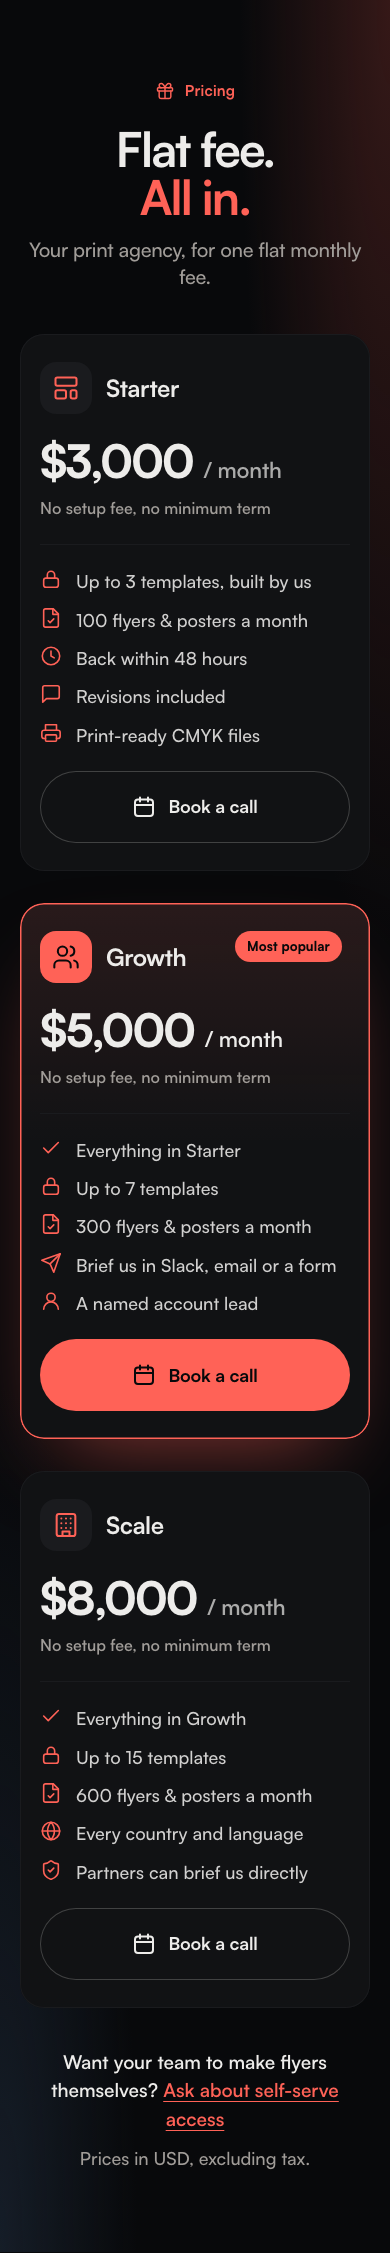 Pricing
Flat fee.
All in.
Your print agency, for one flat monthly
fee.
Starter
$3,000 / month
No setup fee, no minimum term
Up to 3 templates, built by us
100 flyers & posters a month
Back within 48 hours
Revisions included
Print-ready CMYK files
Book a call
Growth
Most popular
$5,000 / month
No setup fee, no minimum term
Everything in Starter
Up to 7 templates
300 flyers & posters a month
Brief us in Slack, email or a form
A named account lead
Book a call
Scale
$8,000 / month
No setup fee, no minimum term
Everything in Growth
Up to 15 templates
600 flyers & posters a month
Every country and language
Partners can brief us directly
Book a call
Want your team to make flyers
themselves? Ask about self-serve
access
Prices in USD, excluding tax.